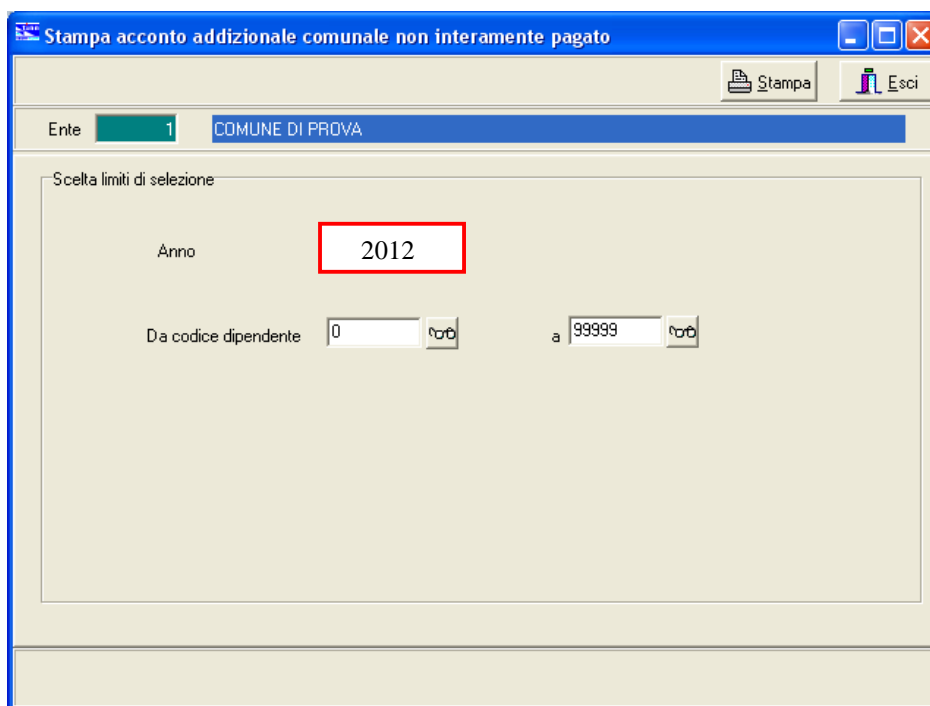 Stampa acconto addizionale comunale non interamente pagato
Stampa Esci
Ente 1 COMUNE DI PROVA
Scelta limiti di selezione
Anno 2012
Da codice dipendente 0 a 99999